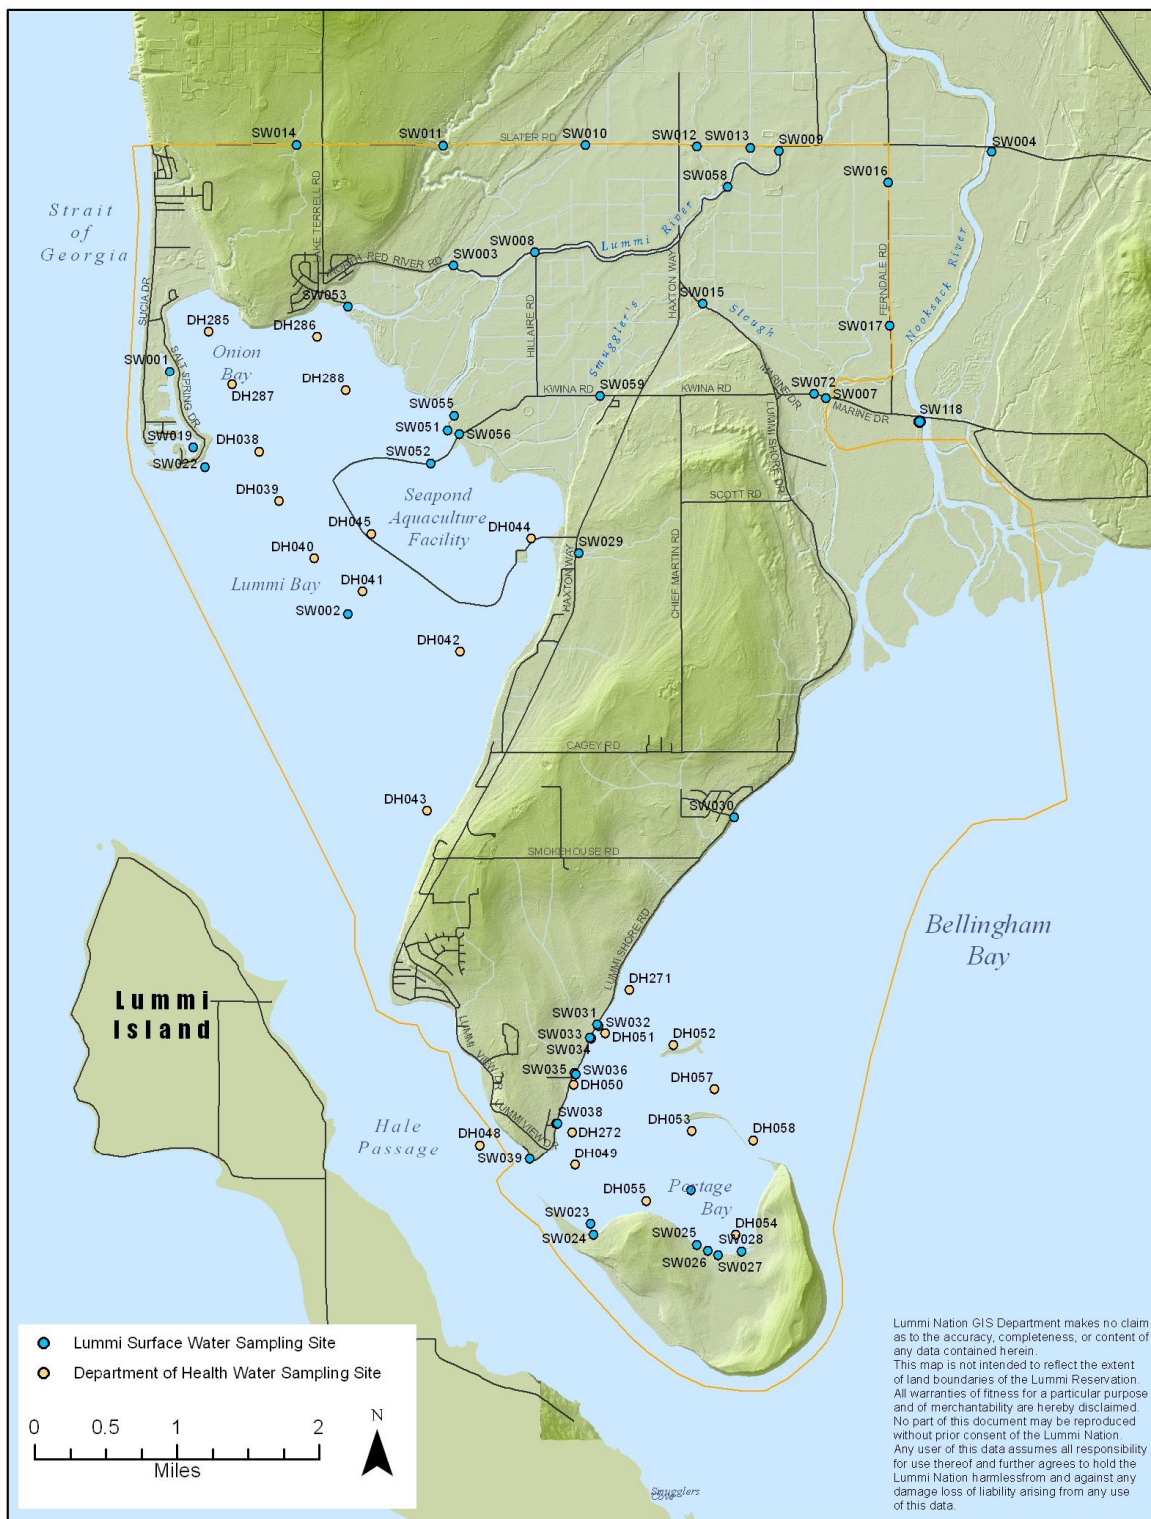 SW014
SW011
SLATER RD
SW010
SW012
SW013
SW009
SW004
SW016
SW058
LAKE TERRELL RD
Strait
of
Georgia
Lummi River
SW008
SW003
NORTH RED RIVER RD
HAXTON WAY
FERNDALE RD
Nooksack River
SUCIA DR
SW053
SW015
DH285
DH286
HILLAIRE RD
Smuggler's
Slough
SW017
Onion
Bay
SW001
SALT SPRING DR
DH288
DH287
KWINA RD
SW059
KWINA RD
MARINE DR
SW072
SW007
MARINE DR
SW118
LUMMI SHORE DR
SW055
SW051
SW056
SW019
DH038
SW022
SW052
DH039
Seapond
Aquaculture
Facility
SCOTT RD
DH045
DH044
SW029
DH040
Lummi Bay
DH041
SW002
HAXTON WAY
CHIEF MARTIN RD
DH042
CAGEY RD
DH043
SW030
SMOKEHOUSE RD
Bellingham
Bay
LUMMI SHORE RD
DH271
Lummi
Island
SW031
SW032
SW033
DH051
SW034
DH052
LUMMI VIEW DR
SW035
SW036
DH050
DH057
LUMMI VIEW DR
SW038
Hale
Passage
DH048
DH272
DH053
DH058
SW039
DH049
DH055
Portage
Bay
SW023
SW024
DH054
SW025
SW028
SW026
SW027
Lummi Surface Water Sampling Site
Department of Health Water Sampling Site
0 0.5 1 2
Miles
N
Smugglers
Cove
Lummi Nation GIS Department makes no claim
as to the accuracy, completeness, or content of
any data contained herein.
This map is not intended to reflect the extent
of land boundaries of the Lummi Reservation.
All warranties of fitness for a particular purpose
and of merchantability are hereby disclaimed.
No part of this document may be reproduced
without prior consent of the Lummi Nation.
Any user of this data assumes all responsibility
for use thereof and further agrees to hold the
Lummi Nation harmlessfrom and against any
damage loss of liability arising from any use
of this data.